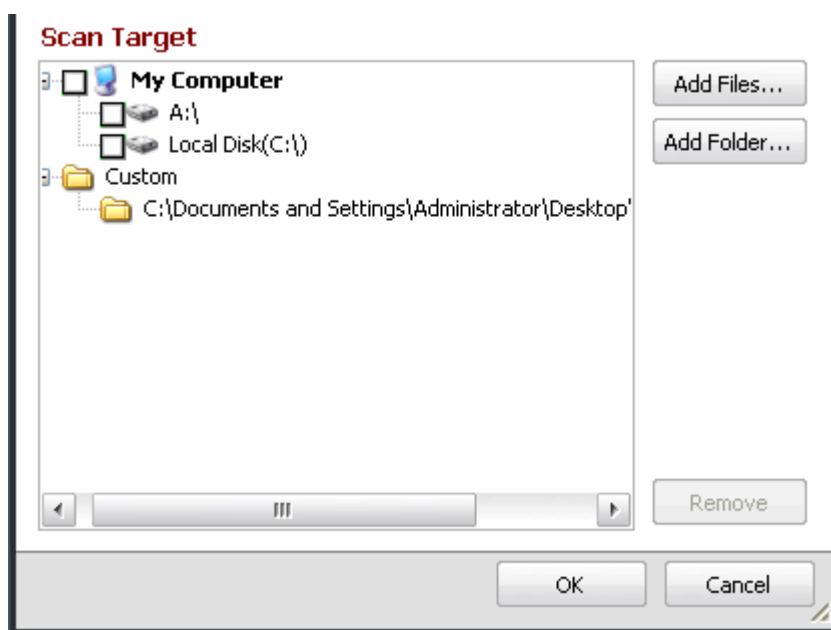 Scan Target
My Computer
Add Files...
A:\
Local Disk(C:\)
Add Folder...
Custom
C:\Documents and Settings\Administrator\Desktop'
Remove
OK
Cancel